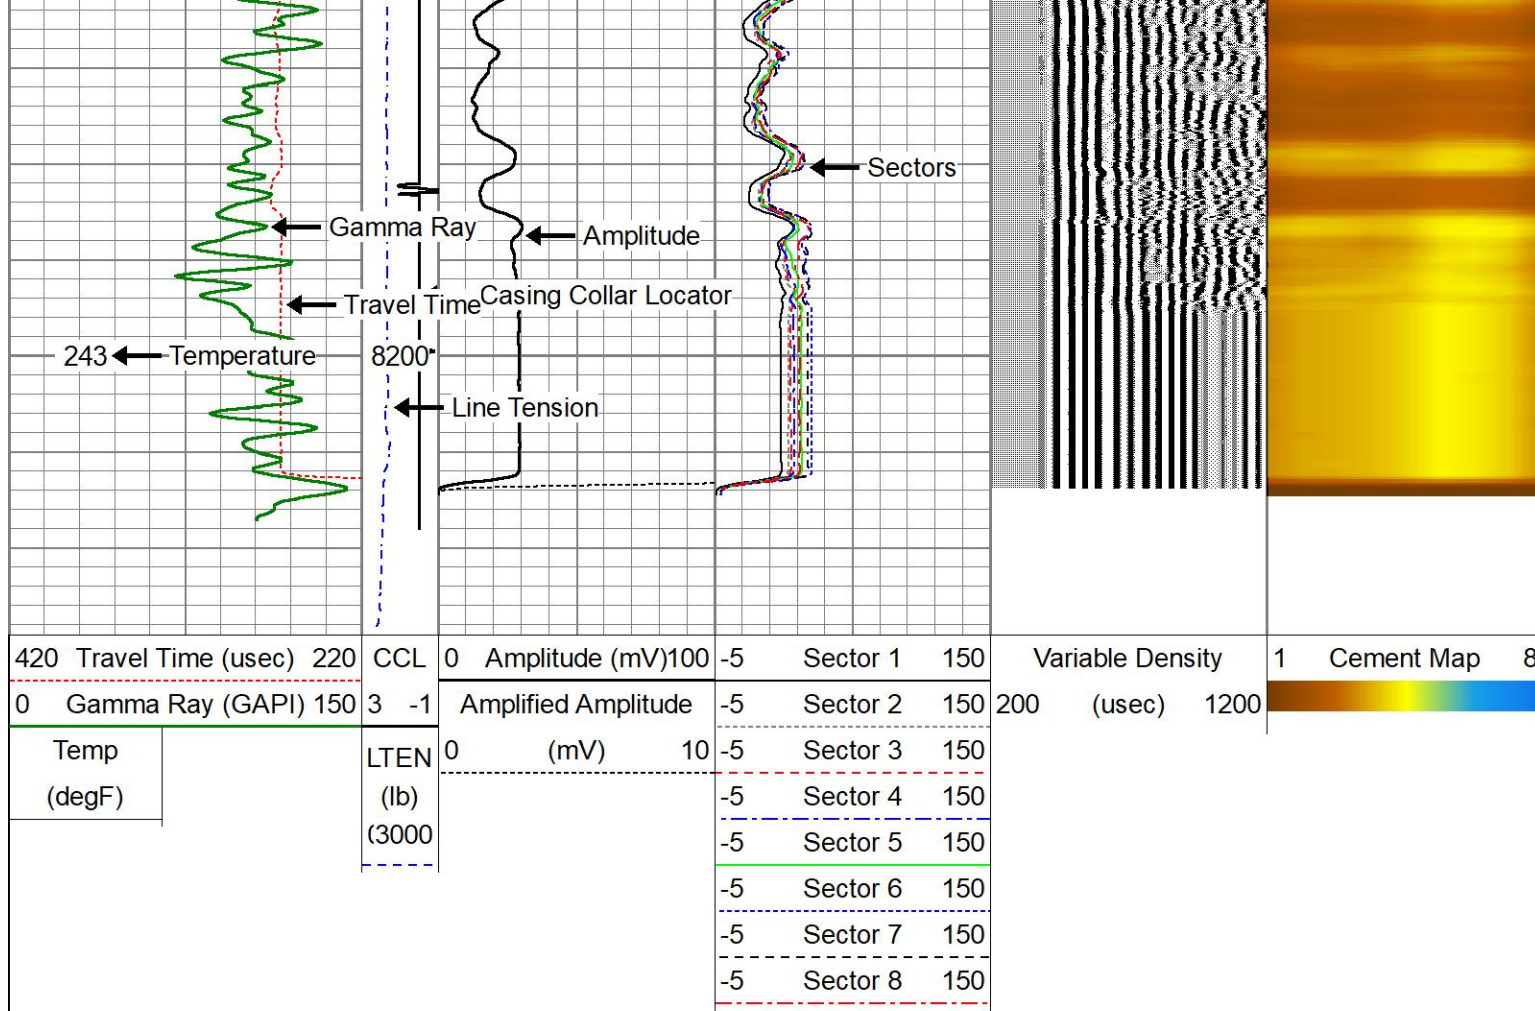 Sectors
Gamma Ray
Amplitude
Travel Time
Casing Collar Locator
243
Temperature
8200
Line Tension
420 Travel Time (usec) 220
CCL
0 Amplitude (mV)100
-5 Sector 1 150
Variable Density
1 Cement Map 8
0 Gamma Ray (GAPI) 150
3 -1
Amplified Amplitude
-5 Sector 2 150
200 (usec) 1200
Temp
LTEN
0 (mV) 10
-5 Sector 3 150
(degF)
(lb)
-5 Sector 4 150
(3000
-5 Sector 5 150
-5 Sector 6 150
-5 Sector 7 150
-5 Sector 8 150